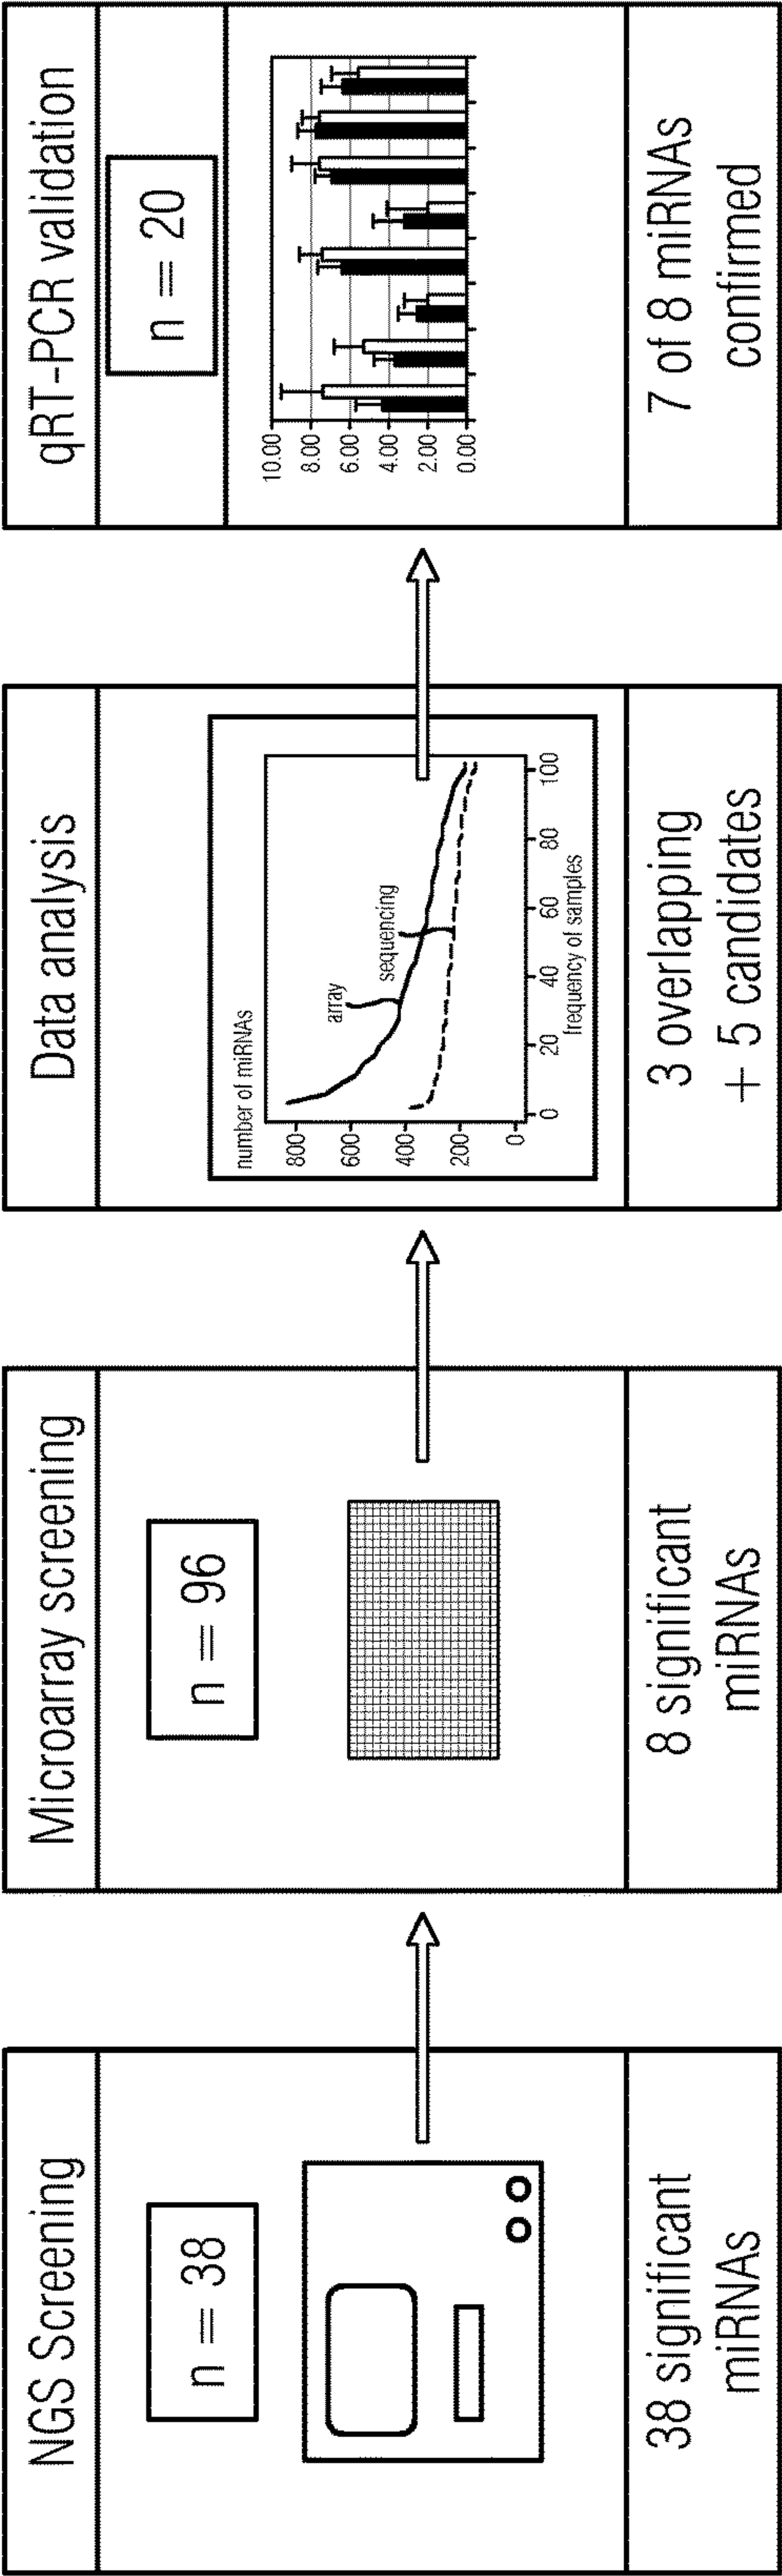 NGS Screening
n = 38
38 significant
miRNAs
Microarray screening
n = 96
8 significant
miRNAs
Data analysis
number of miRNAs
800
600
400
200
0
array
sequencing
0 20 40 60 80 100
frequency of samples
3 overlapping
+ 5 candidates
qRT-PCR validation
n = 20
10.00
8.00
6.00
4.00
2.00
0.00
7 of 8 miRNAs
confirmed